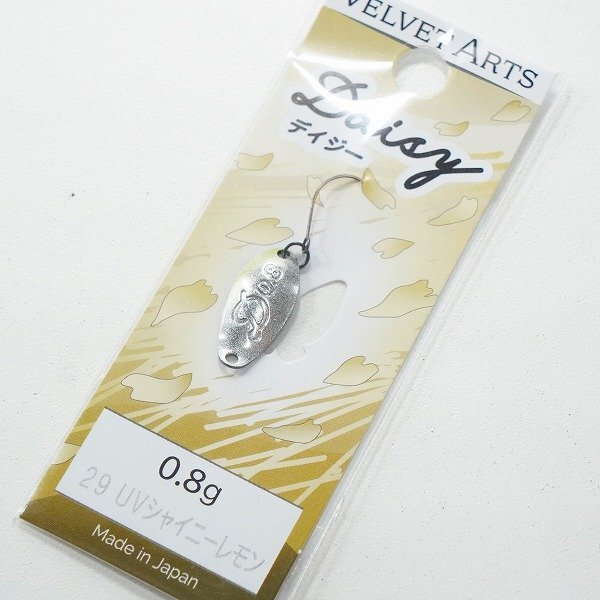 VELVET ARTS
Daisy
デイジー
0.8
0.8g
29 UVシャイニーレモン
Made in Japan